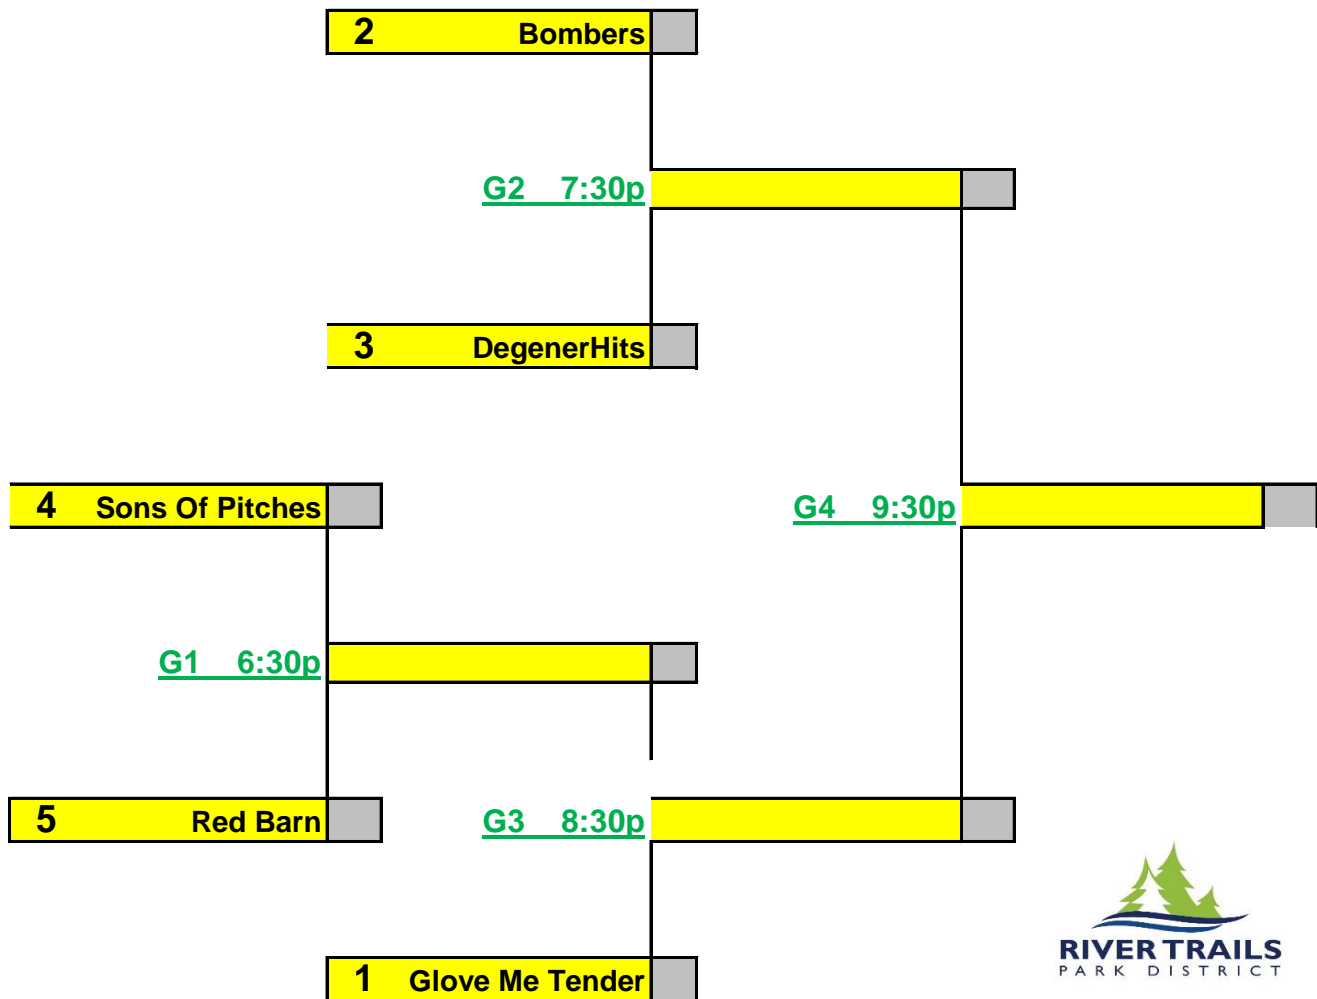 2 Bombers
G2 7:30p
3 DegenerHits
4 Sons Of Pitches
G4 9:30p
G1 6:30p
5 Red Barn
G3 8:30p
1 Glove Me Tender
RIVER TRAILS
PARK DISTRICT